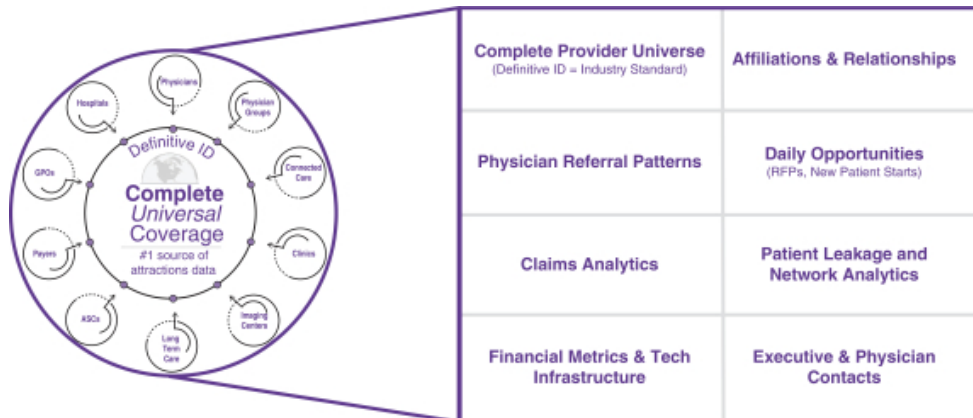 Physicians
Physician
Groups
Connected
Care
Clinics
Imaging
Centers
Long
Term
Care
ASCs
Payers
GPOs
Hospitals
Definitive ID
Complete
Universal
Coverage
#1 source of
attractions data
Complete Provider Universe
(Definitive ID = Industry Standard)
Affiliations & Relationships
Physician Referral Patterns
Daily Opportunities
(RFPs, New Patient Starts)
Claims Analytics
Patient Leakage and
Network Analytics
Financial Metrics & Tech
Infrastructure
Executive & Physician
Contacts